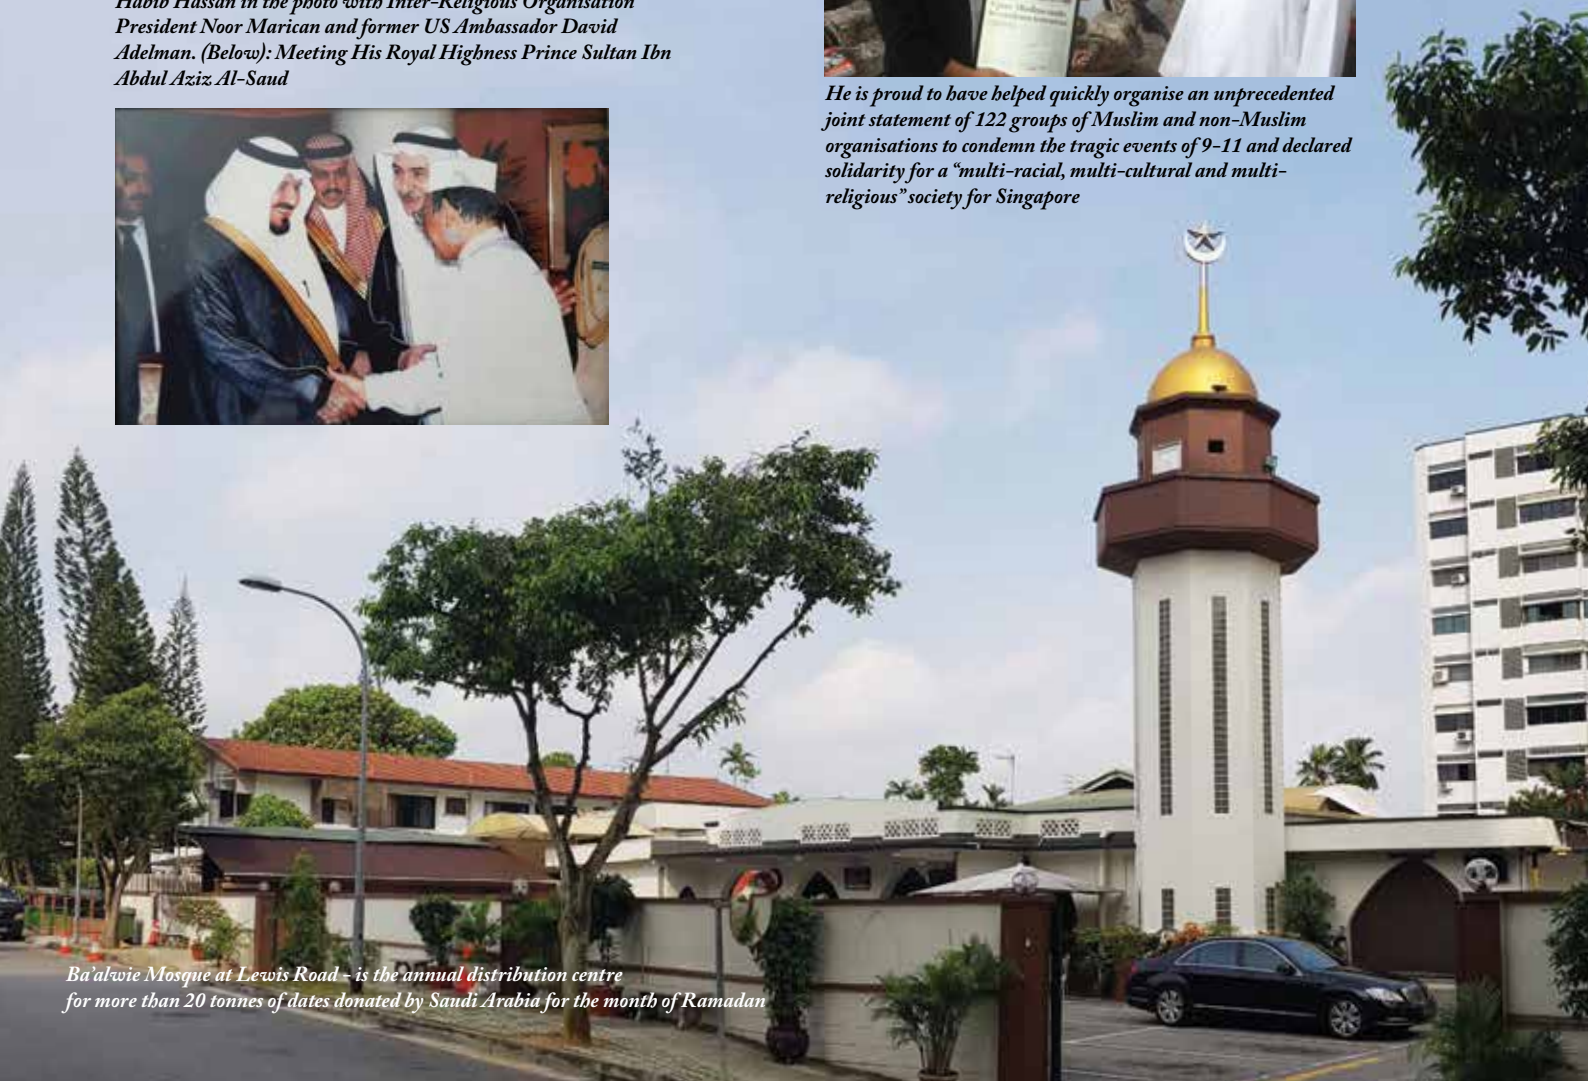 Habib Hassan in the photo with Inter-Religious Organisation
President Noor Marican and former US Ambassador David
Adelman. (Below): Meeting His Royal Highness Prince Sultan Ibn
Abdul Aziz Al-Saud
He is proud to have helped quickly organise an unprecedented
joint statement of 122 groups of Muslim and non-Muslim
organisations to condemn the tragic events of 9-11 and declared
solidarity for a “multi-racial, multi-cultural and multi-
religious” society for Singapore
Ba’alwie Mosque at Lewis Road - is the annual distribution centre
for more than 20 tonnes of dates donated by Saudi Arabia for the month of Ramadan